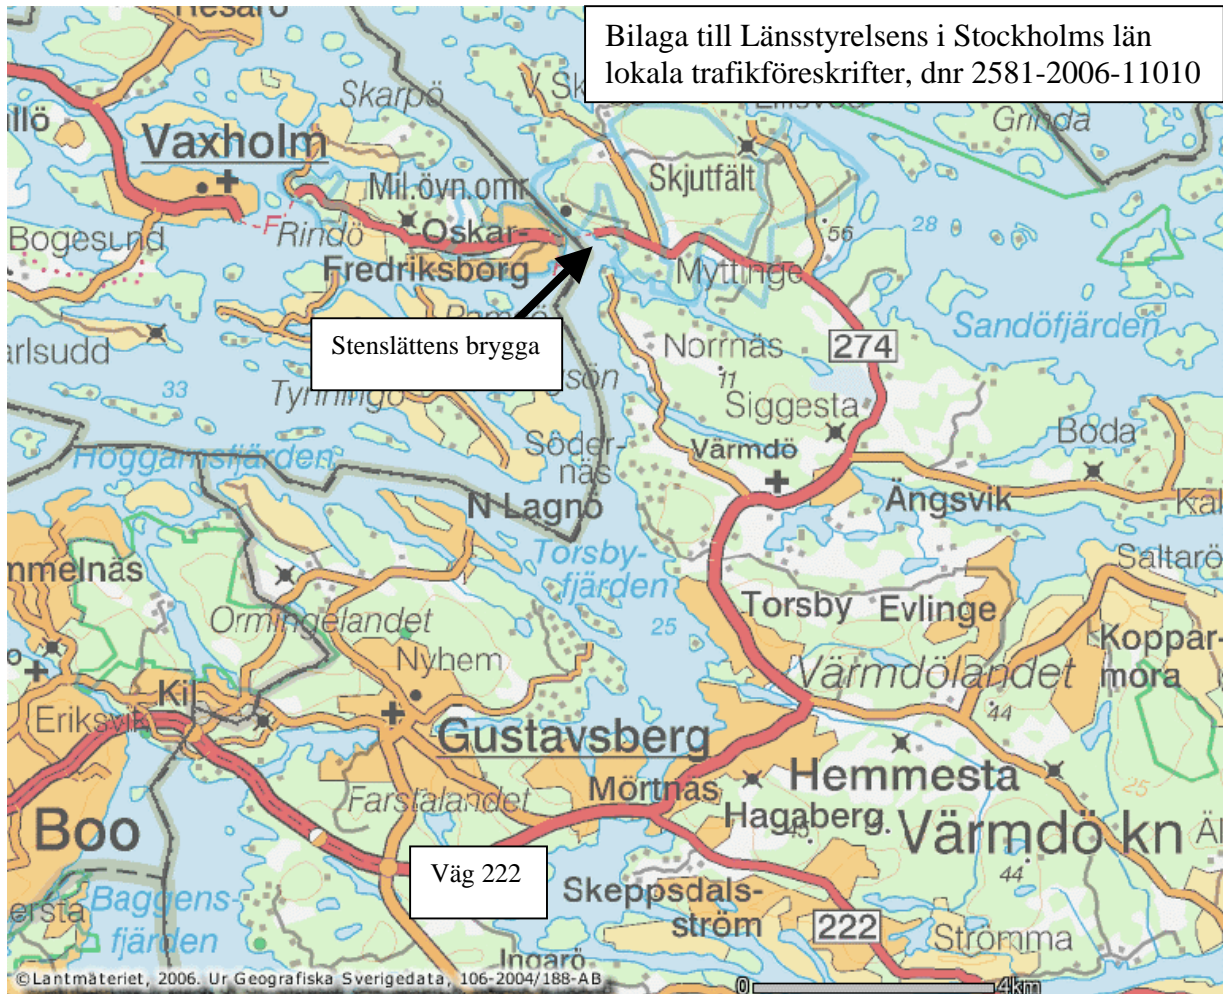 Bilaga till Länsstyrelsens i Stockholms län
lokala trafikföreskrifter, dnr 2581-2006-11010
Skarpö
Grinda
Vaxholm
Skjutfält
Mil.övn.omr
F
Rindö
Oskar-
Fredriksborg
Bogesund
56
28
Myttinge
Sandöfjärden
Stenslättens brygga
Norrnäs
274
11
33
Siggesta
Boda
Värmdö
Söder-
näs
N Lagnö
Ängsvik
Torsby-
fjärden
Saltarö
25
Torsby
Evlinge
Ormingelandet
Nyhem
Koppar-
mora
Värmdölandet
Kil
Eriksvik
44
Gustavsberg
Hemmesta
Mörtnäs
Hagaberg
25
Farstalandet
Boo
Värmdö kn
Väg 222
44
Skeppsdals-
ström
Baggens-
fjärden
222
Strömma
Ingarö
©Lantmäteriet, 2006. Ur Geografiska Sverigedata, 106-2004/188-AB
0
4km